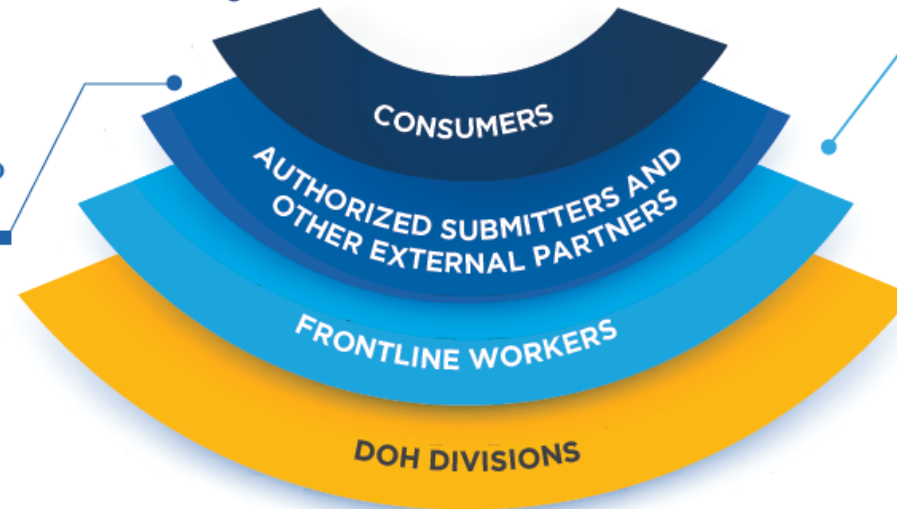 CONSUMERS
AUTHORIZED SUBMITTERS AND
OTHER EXTERNAL PARTNERS
FRONTLINE WORKERS
DOH DIVISIONS